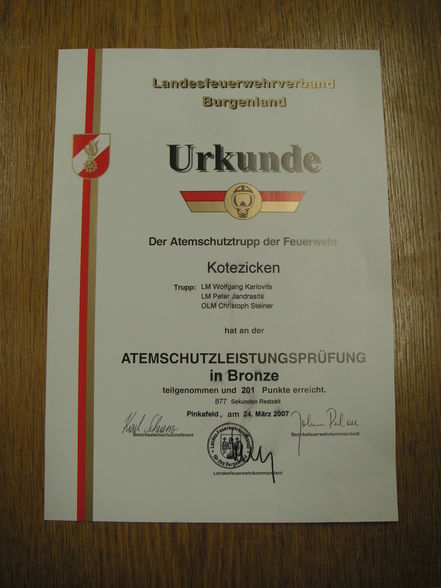 Landesfeuerwehrverband
Burgenland
Urkunde
Der Atemschutztrupp der Feuerwehr
Kotezicken
Trupp: LM Wolfgang Karlovits
LM Peter Jandrasits
OLM Christoph Steiner
hat an der
ATEMSCHUTZLEISTUNGSPRÜFUNG
in Bronze
teilgenommen und 201 Punkte erreicht.
877 Sekunden Restzeit
Pinkafeld, am 24. März 2007
Bezirksatemschutzreferent
Bezirksfeuerwehrkommandant
Landesfeuerwehrkommandant